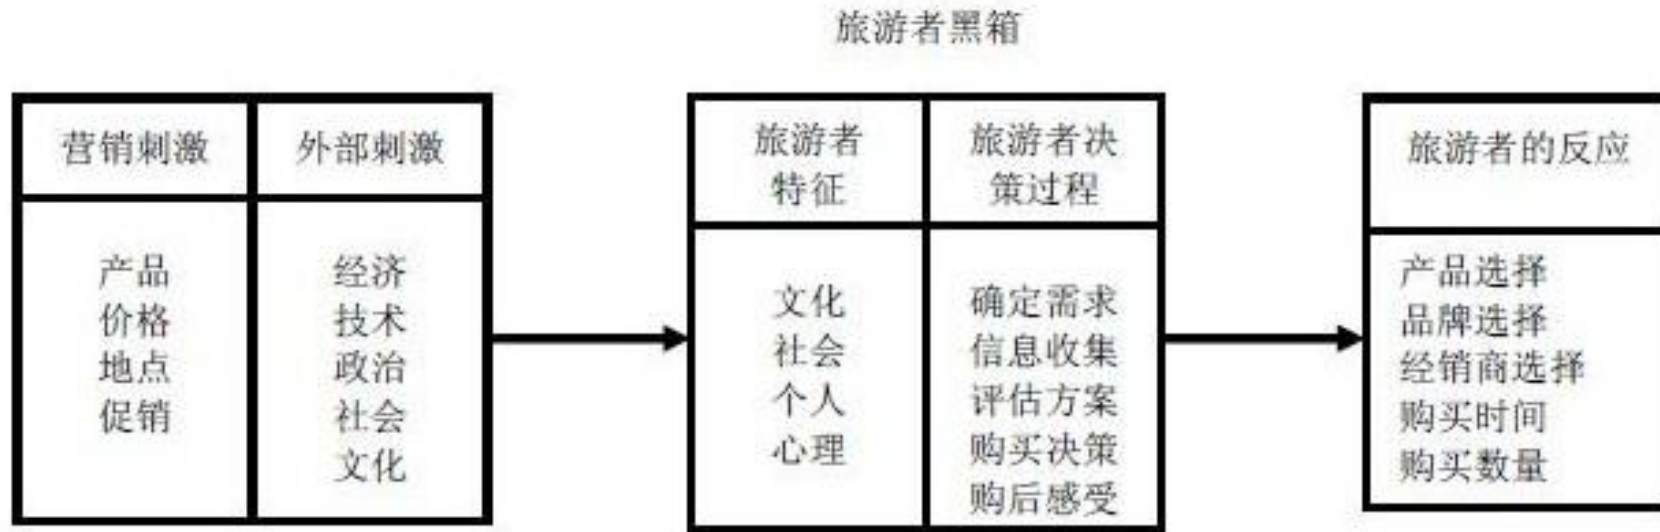 旅游者黑箱
营销刺激
外部刺激
产品
价格
地点
促销
经济
技术
政治
社会
文化
旅游者
特征
旅游者决
策过程
文化
社会
个人
心理
确定需求
信息收集
评估方案
购买决策
购后感受
旅游者的反应
产品选择
品牌选择
经销商选择
购买时间
购买数量